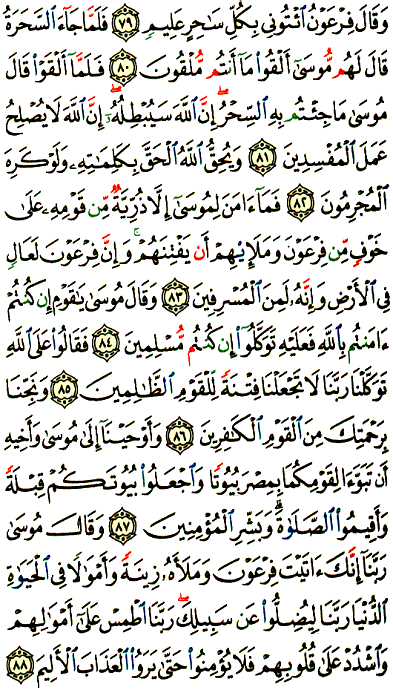 وَقَالَ فِرْعَوْنُ ٱئْتُونِي بِكُلِّ سَٰحِرٍ عَلِيمٍ ٧٩ فَلَمَّا جَآءَ ٱلسَّحَرَةُ
قَالَ لَهُم مُّوسَىٰٓ أَلْقُوا۟ مَآ أَنتُم مُّلْقُونَ ٨٠ فَلَمَّآ أَلْقَوْا۟ قَالَ
مُوسَىٰ مَا جِئْتُم بِهِ ٱلسِّحْرُ ۖ إِنَّ ٱللَّهَ سَيُبْطِلُهُۥٓ ۖ إِنَّ ٱللَّهَ لَا يُصْلِحُ
عَمَلَ ٱلْمُفْسِدِينَ ٨١ وَيُحِقُّ ٱللَّهُ ٱلْحَقَّ بِكَلِمَٰتِهِۦ وَلَوْ كَرِهَ
ٱلْمُجْرِمُونَ ٨٢ فَمَآ ءَامَنَ لِمُوسَىٰٓ إِلَّا ذُرِّيَّةٌ مِّن قَوْمِهِۦ عَلَىٰ
خَوْفٍ مِّن فِرْعَوْنَ وَمَلَإِي۟هِمْ أَن يَفْتِنَهُمْ ۚ وَإِنَّ فِرْعَوْنَ لَعَالٍ
فِي ٱلْأَرْضِ وَإِنَّهُۥ لَمِنَ ٱلْمُسْرِفِينَ ٨٣ وَقَالَ مُوسَىٰ يَٰقَوْمِ إِن كُنتُمْ
ءَامَنتُم بِٱللَّهِ فَعَلَيْهِ تَوَكَّلُوٓا۟ إِن كُنتُم مُّسْلِمِينَ ٨٤ فَقَالُوا۟ عَلَى ٱللَّهِ
تَوَكَّلْنَا رَبَّنَا لَا تَجْعَلْنَا فِتْنَةً لِّلْقَوْمِ ٱلظَّٰلِمِينَ ٨٥ وَنَجِّنَا
بِرَحْمَتِكَ مِنَ ٱلْقَوْمِ ٱلْكَٰفِرِينَ ٨٦ وَأَوْحَيْنَآ إِلَىٰ مُوسَىٰ وَأَخِيهِ
أَن تَبَوَّءَا لِقَوْمِكُمَا بِمِصْرَ بُيُوتًا وَٱجْعَلُوا۟ بُيُوتَكُمْ قِبْلَةً
وَأَقِيمُوا۟ ٱلصَّلَوٰةَ ۗ وَبَشِّرِ ٱلْمُؤْمِنِينَ ٨٧ وَقَالَ مُوسَىٰ
رَبَّنَآ إِنَّكَ ءَاتَيْتَ فِرْعَوْنَ وَمَلَأَهُۥ زِينَةً وَأَمْوَٰلًا فِي ٱلْحَيَوٰةِ
ٱلدُّنْيَا رَبَّنَا لِيُضِلُّوا۟ عَن سَبِيلِكَ ۖ رَبَّنَا ٱطْمِسْ عَلَىٰٓ أَمْوَٰلِهِمْ
وَٱشْدُدْ عَلَىٰ قُلُوبِهِمْ فَلَا يُؤْمِنُوا۟ حَتَّىٰ يَرَوُا۟ ٱلْعَذَابَ ٱلْأَلِيمَ ٨٨